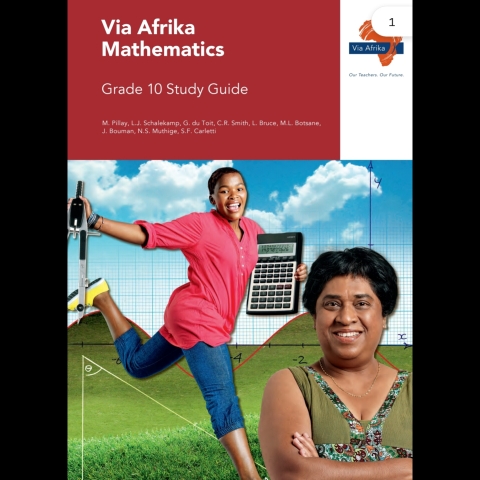 Via Afrika
Mathematics
Grade 10 Study Guide
M. Pillay, L.J. Schalekamp, G. du Toit, C.R. Smith, L. Bruce, M.L. Botsane,
J. Bouman, N.S. Muthige, S.F. Carletti
1
Via Afrika
Our Teachers. Our Future.
y
x
-4
-2
θ